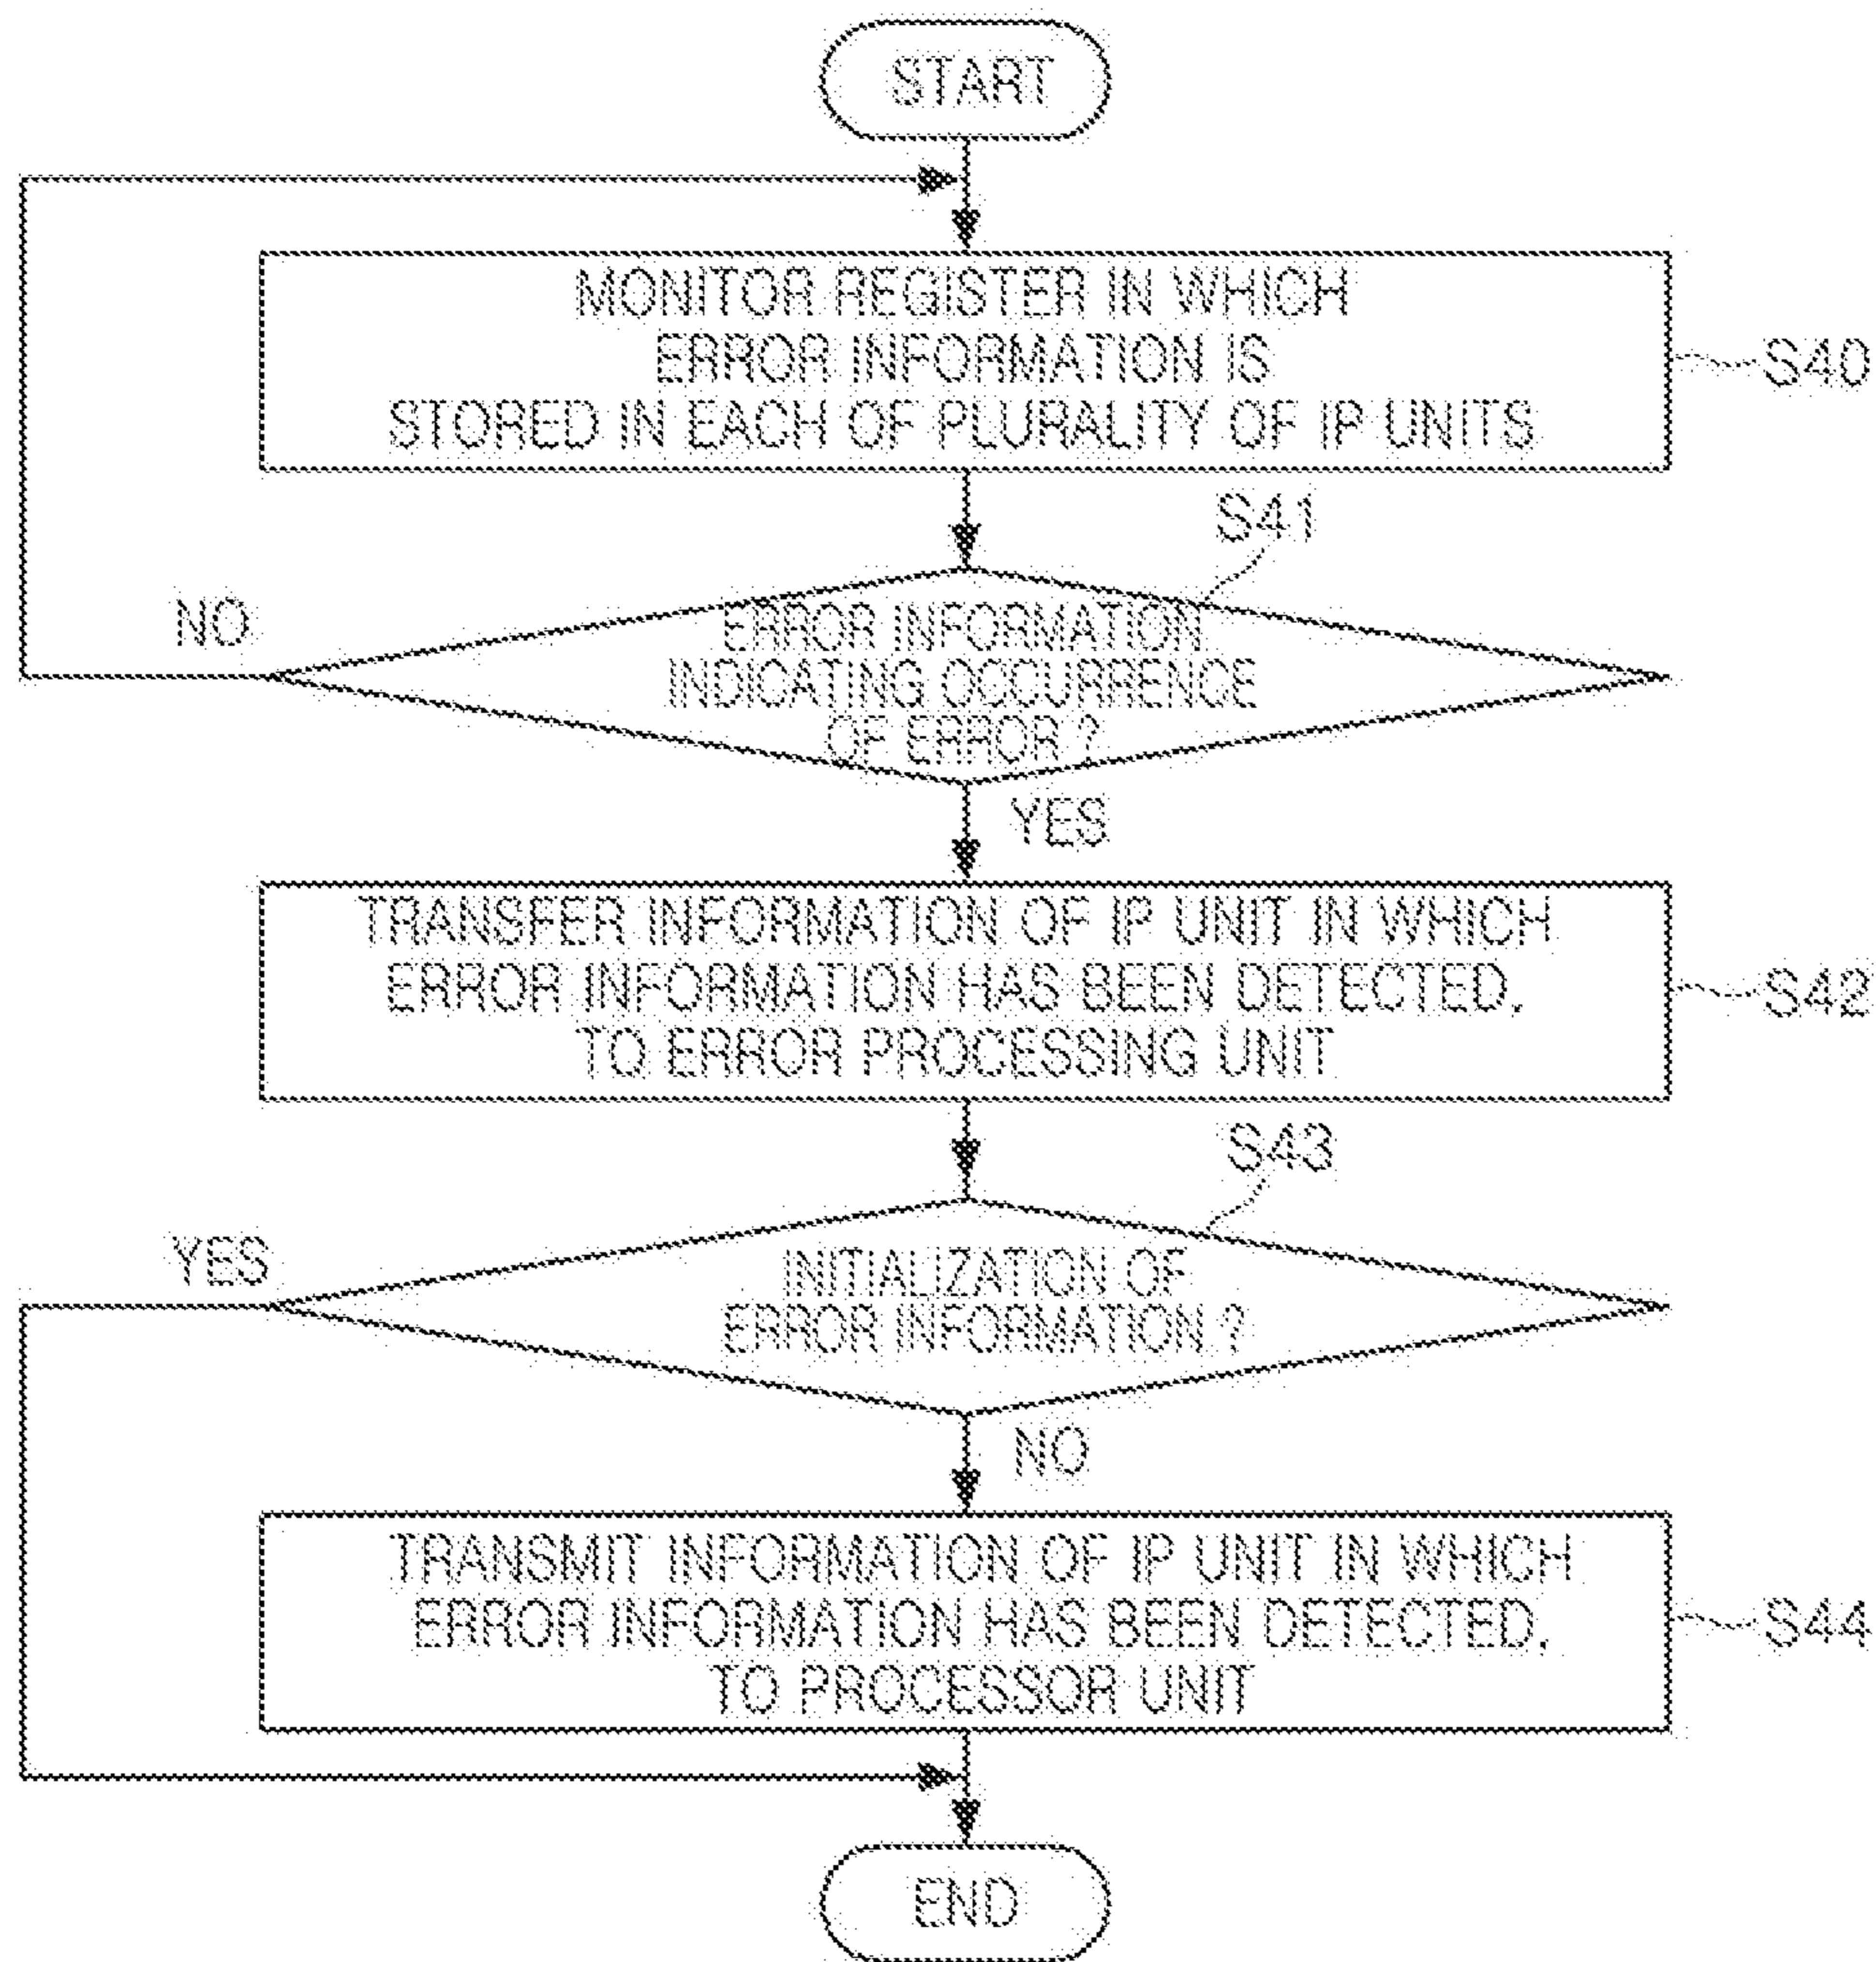 START
MONITOR REGISTER IN WHICH
ERROR INFORMATION IS
STORED IN EACH OF PLURALITY OF IP UNITS
S40
S41
NO
ERROR INFORMATION
INDICATING OCCURRENCE
OF ERROR ?
YES
TRANSFER INFORMATION OF IP UNIT IN WHICH
ERROR INFORMATION HAS BEEN DETECTED,
TO ERROR PROCESSING UNIT
S42
S43
YES
INITIALIZATION OF
ERROR INFORMATION ?
NO
TRANSMIT INFORMATION OF IP UNIT IN WHICH
ERROR INFORMATION HAS BEEN DETECTED,
TO PROCESSOR UNIT
S44
END